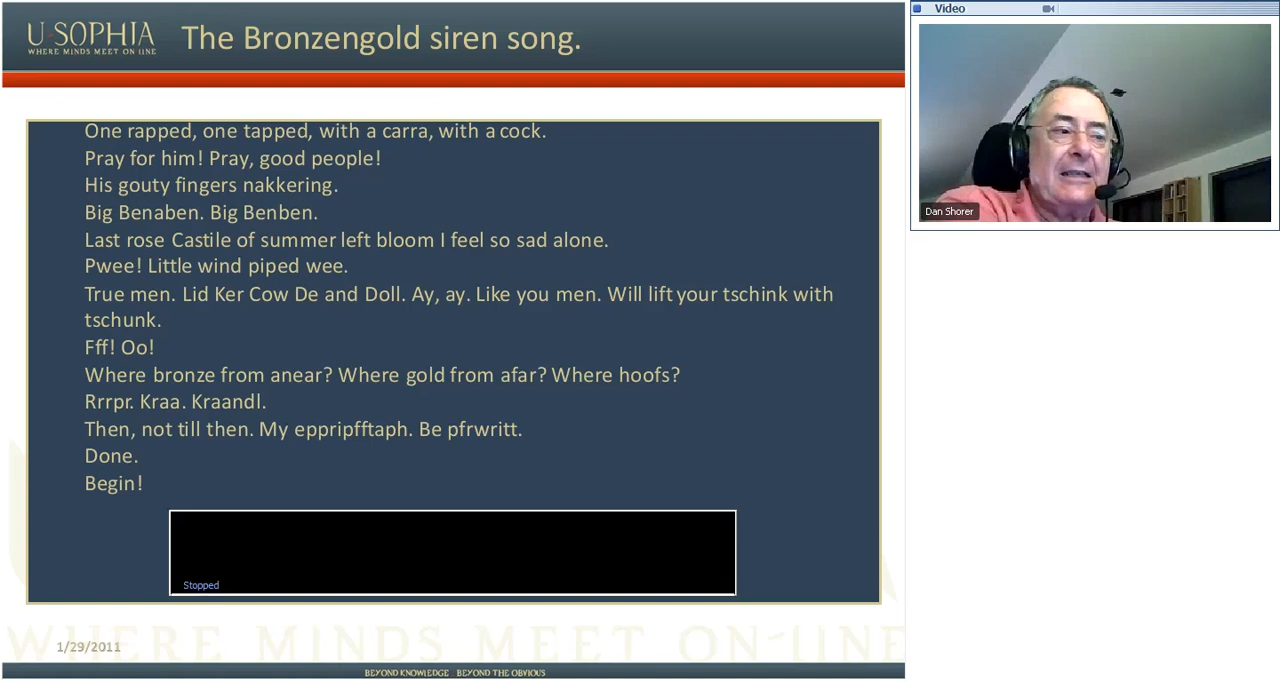 U-SOPHIA
WHERE MINDS MEET ON-LINE
The Bronzengold siren song.
Video
One rapped, one tapped, with a carra, with a cock.
Pray for him! Pray, good people!
His gouty fingers nakkering.
Big Benaben. Big Benben.
Last rose Castile of summer left bloom I feel so sad alone.
Pwee! Little wind piped wee.
True men. Lid Ker Cow De and Doll. Ay, ay. Like you men. Will lift your tschink with
tschunk.
Fff! Oo!
Where bronze from anear? Where gold from afar? Where hoofs?
Rrrpr. Kraa. Kraandl.
Then, not till then. My eppripfftaph. Be pfrwritt.
Done.
Begin!
Stopped
Dan Shorer
WHERE MINDS MEET ON-LINE
1/29/2011
BEYOND KNOWLEDGE BEYOND THE OBVIOUS